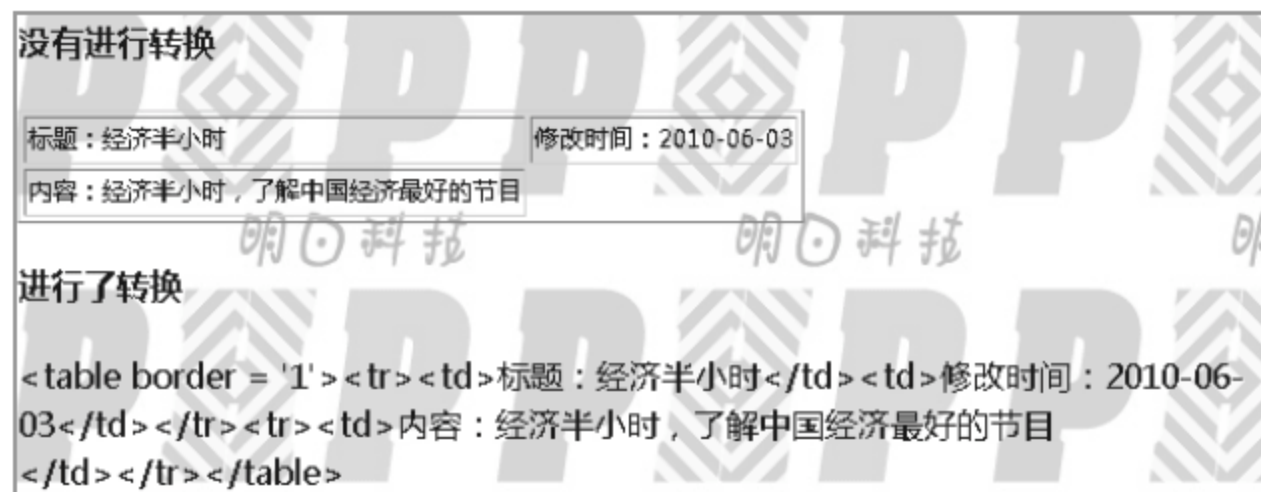 没有进行转换
标题：经济半小时 修改时间：2010-06-03
内容：经济半小时，了解中国经济最好的节目
明日科技 明日科技 明
进行了转换
<table border = '1'><tr><td>标题：经济半小时</td><td>修改时间：2010-06-
03</td></tr><tr><td>内容：经济半小时，了解中国经济最好的节目
</td></tr></table>